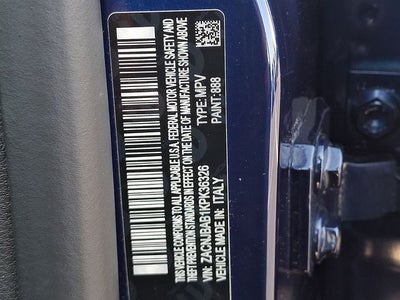 THIS VEHICLE CONFORMS TO ALL APPLICABLE U.S.A. FEDERAL MOTOR VEHICLE SAFETY AND
THEFT PREVENTION STANDARDS IN EFFECT ON THE DATE OF MANUFACTURE SHOWN ABOVE
VIN: ZACNJBAB1KPK36326 TYPE: MPV
VEHICLE MADE IN: ITALY PAINT: 888